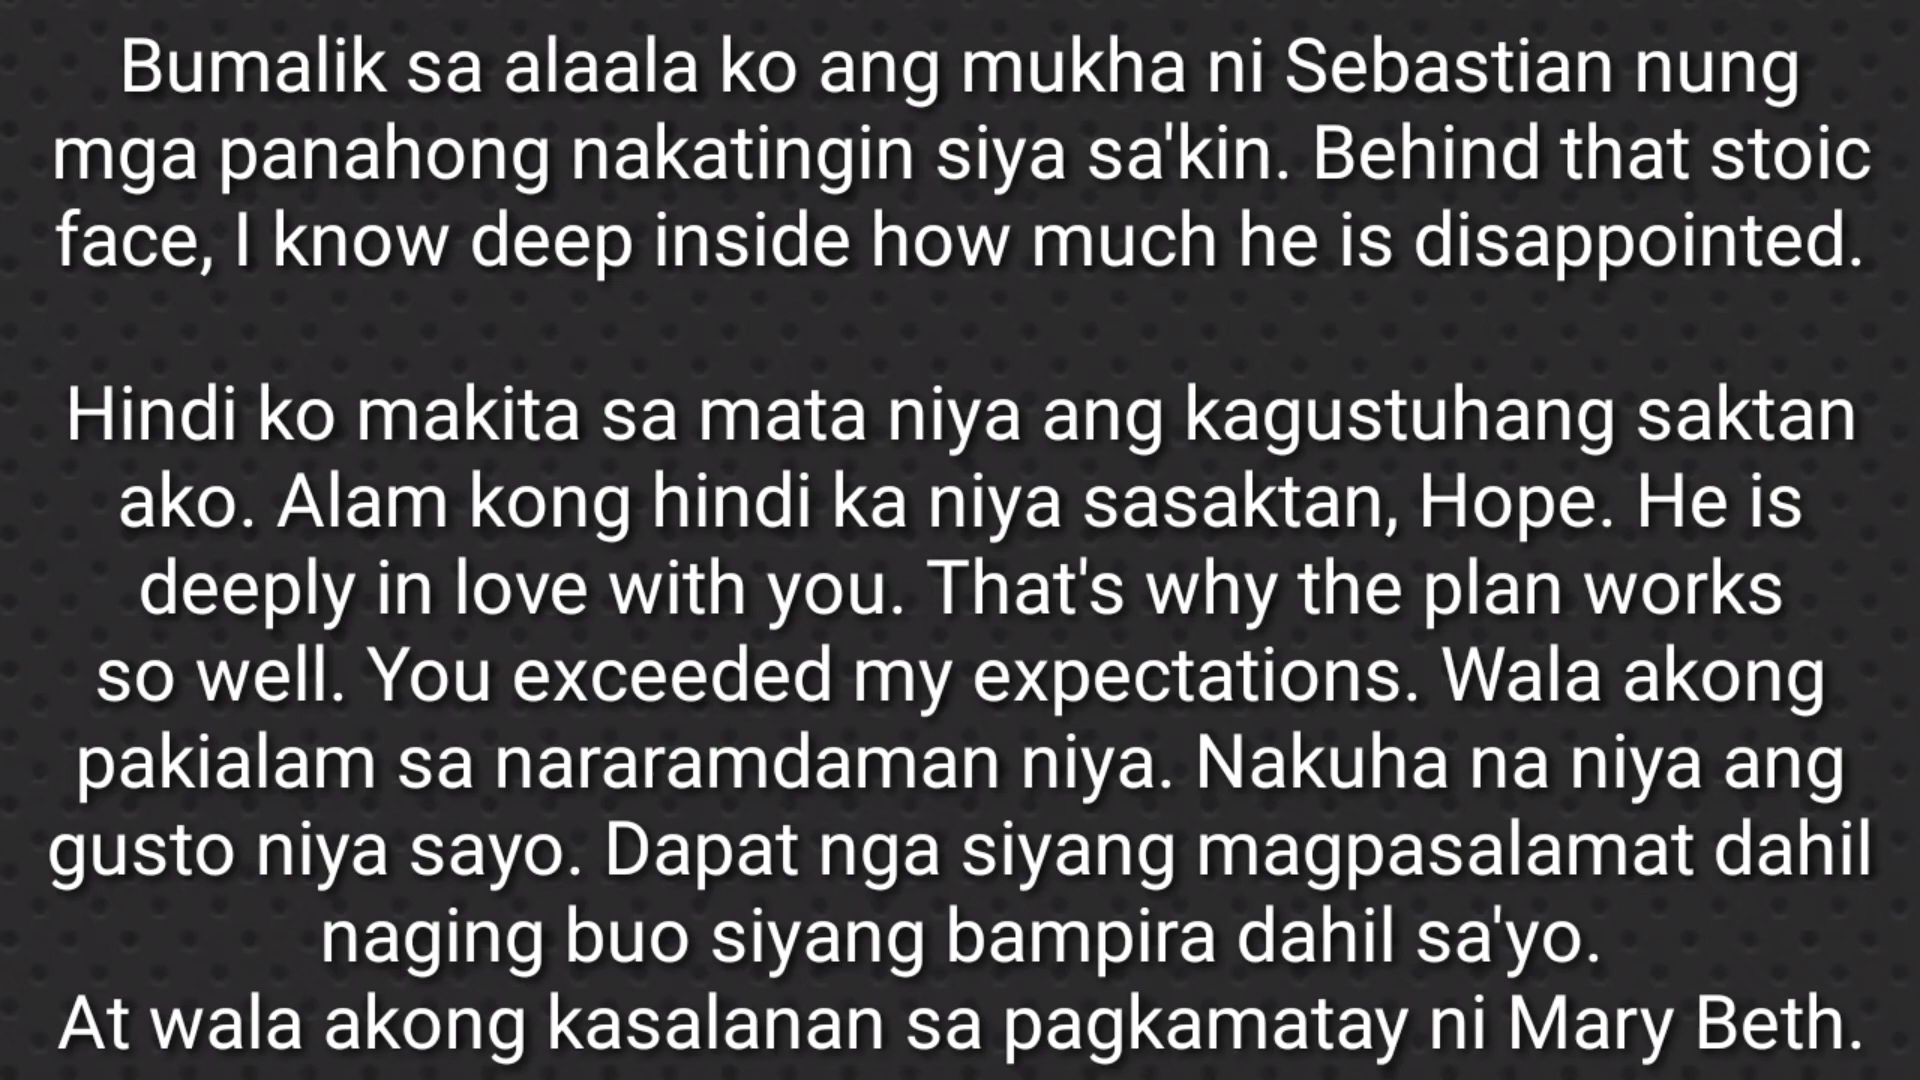 Bumalik sa alaala ko ang mukha ni Sebastian nung
mga panahong nakatingin siya sa'kin. Behind that stoic
face, I know deep inside how much he is disappointed.
Hindi ko makita sa mata niya ang kagustuhang saktan
ako. Alam kong hindi ka niya sasaktan, Hope. He is
deeply in love with you. That's why the plan works
so well. You exceeded my expectations. Wala akong
pakialam sa nararamdaman niya. Nakuha na niya ang
gusto niya sayo. Dapat nga siyang magpasalamat dahil
naging buo siyang bampira dahil sa'yo.
At wala akong kasalanan sa pagkamatay ni Mary Beth.